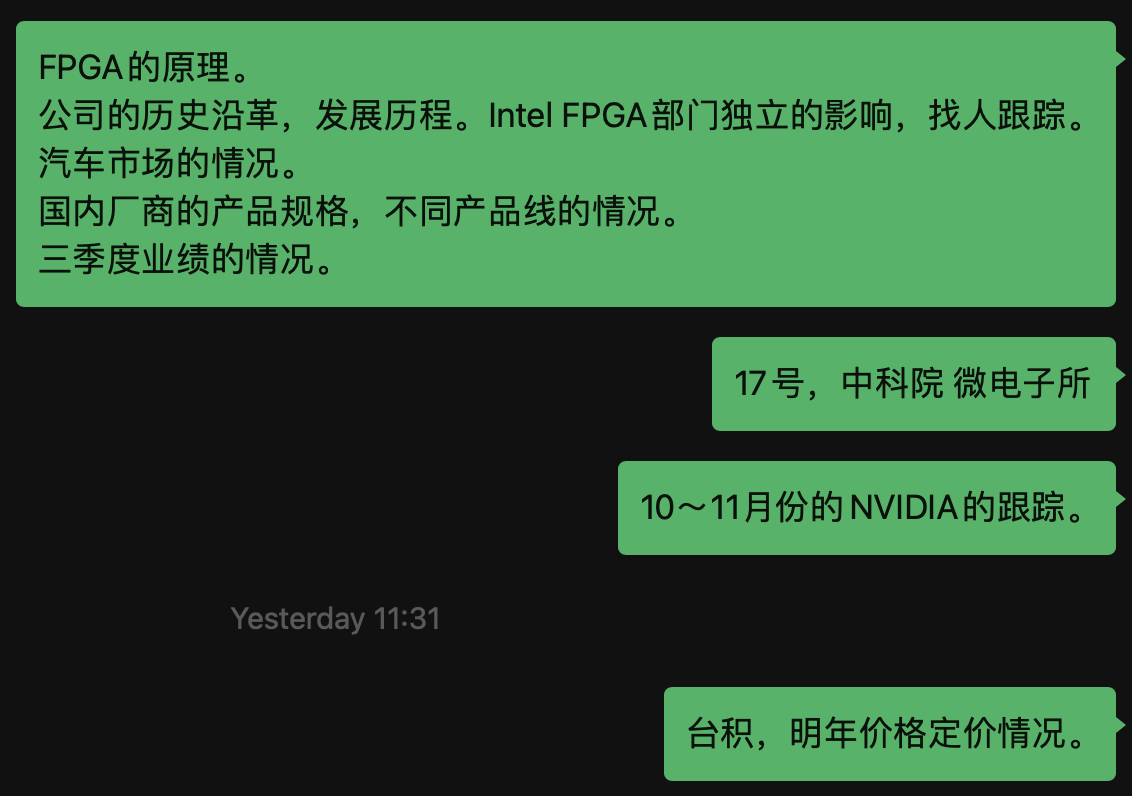 FPGA的原理。
公司的历史沿革，发展历程。Intel FPGA部门独立的影响，找人跟踪。
汽车市场的情况。
国内厂商的产品规格，不同产品线的情况。
三季度业绩的情况。
17号，中科院 微电子所
10～11月份的NVIDIA的跟踪。
Yesterday 11:31
台积，明年价格定价情况。